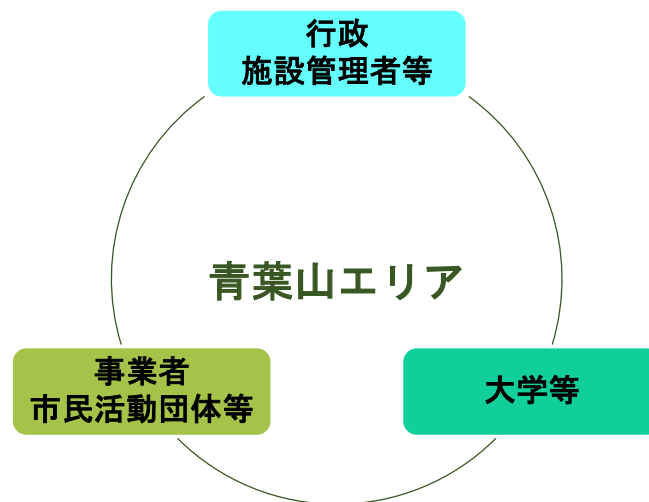 行政
施設管理者等
青葉山エリア
事業者
市民活動団体等
大学等